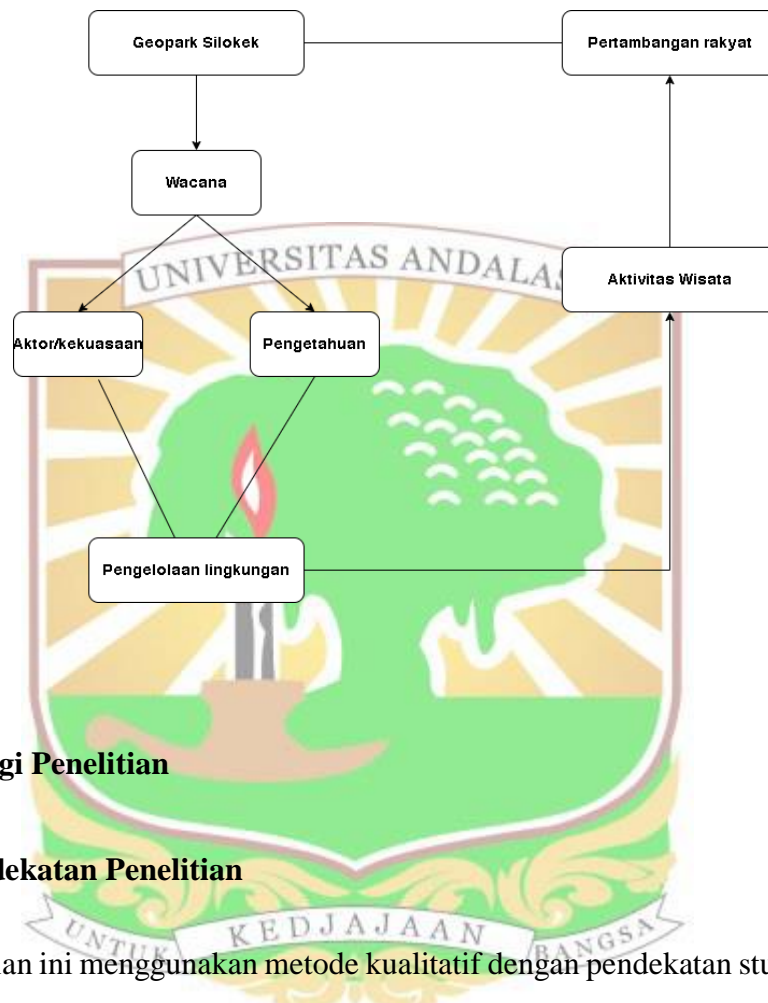 Geopark Silokek
Pertambangan rakyat
Wacana
UNIVERSITAS ANDALAS
Aktivitas Wisata
Aktor/kekuasaan
Pengetahuan
Pengelolaan lingkungan
gi Penelitian
dekatan Penelitian
UNTUK KEDJAJAAN BANGSA
an ini menggunakan metode kualitatif dengan pendekatan stu